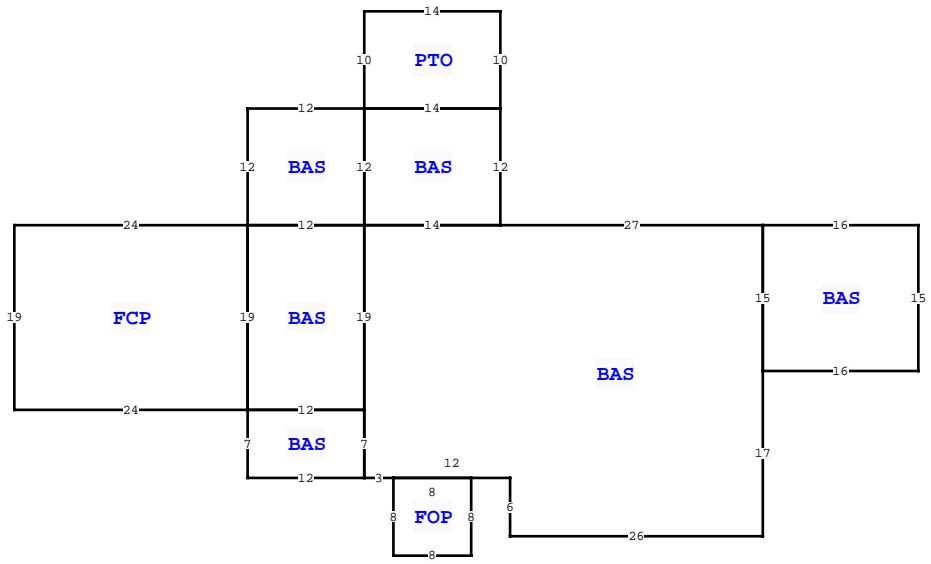 14
10 PTO 10
12 14
12 BAS 12 BAS 12
24 12 14 27 16
15 BAS 15
19 FCP 19 BAS 19
BAS
16
24 12
7 BAS 7
17
12
12 3
8
6
8 FOP 8
26
8